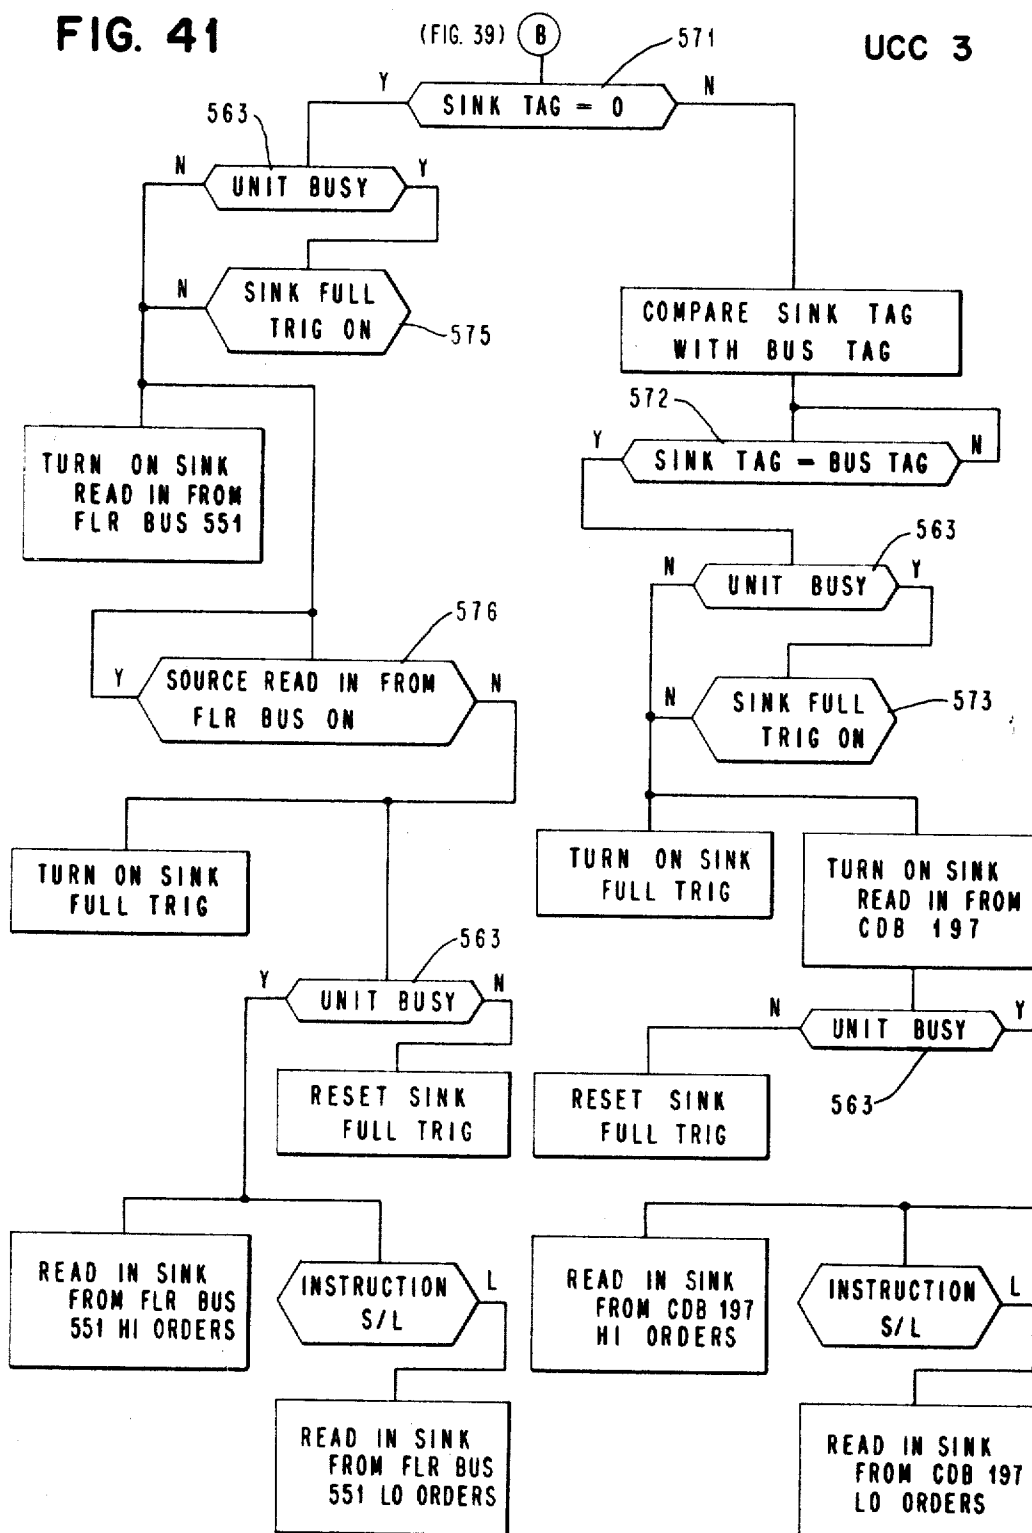 FIG. 41
(FIG. 39) B
571
UCC 3
Y
SINK TAG = 0
N
563
N
UNIT BUSY
Y
N
SINK FULL
TRIG ON
575
COMPARE SINK TAG
WITH BUS TAG
572
Y
SINK TAG = BUS TAG
N
TURN ON SINK
READ IN FROM
FLR BUS 551
563
N
UNIT BUSY
Y
576
Y
SOURCE READ IN FROM
FLR BUS ON
N
N
SINK FULL
TRIG ON
573
TURN ON SINK
FULL TRIG
TURN ON SINK
FULL TRIG
TURN ON SINK
READ IN FROM
CDB 197
563
Y
UNIT BUSY
N
N
UNIT BUSY
Y
563
RESET SINK
FULL TRIG
RESET SINK
FULL TRIG
READ IN SINK
FROM FLR BUS
551 HI ORDERS
INSTRUCTION
S/L
L
READ IN SINK
FROM CDB 197
HI ORDERS
INSTRUCTION
S/L
L
READ IN SINK
FROM FLR BUS
551 LO ORDERS
READ IN SINK
FROM CDB 197
LO ORDERS